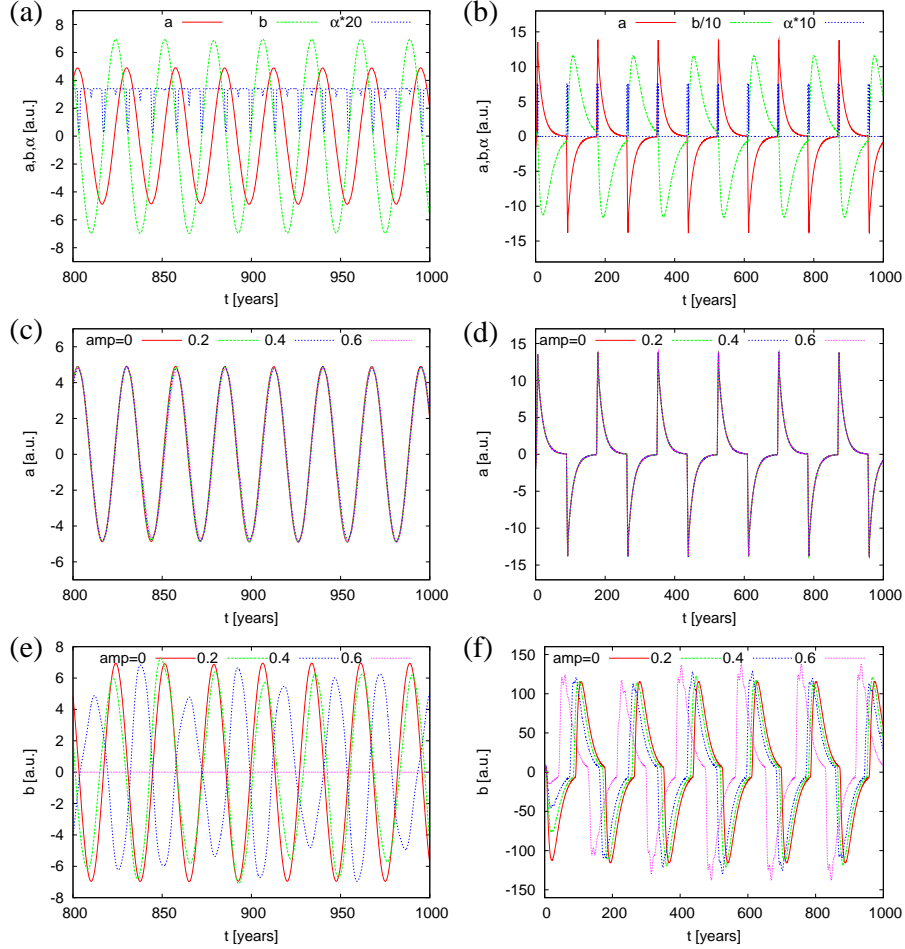 (a)
a b α*20
8
6
4
2
0
-2
-4
-6
-8
a,b,α [a.u.]
800 850 900 950 1000
t [years]
(b)
a b/10 α*10
15
10
5
0
-5
-10
-15
a,b,α [a.u.]
0 200 400 600 800 1000
t [years]
(c)
amp=0 0.2 0.4 0.6
6
4
2
0
-2
-4
-6
a [a.u.]
800 850 900 950 1000
t [years]
(d)
amp=0 0.2 0.4 0.6
15
10
5
0
-5
-10
-15
a [a.u.]
0 200 400 600 800 1000
t [years]
(e)
amp=0 0.2 0.4 0.6
8
6
4
2
0
-2
-4
-6
-8
b [a.u.]
800 850 900 950 1000
t [years]
(f)
amp=0 0.2 0.4 0.6
150
100
50
0
-50
-100
-150
b [a.u.]
0 200 400 600 800 1000
t [years]